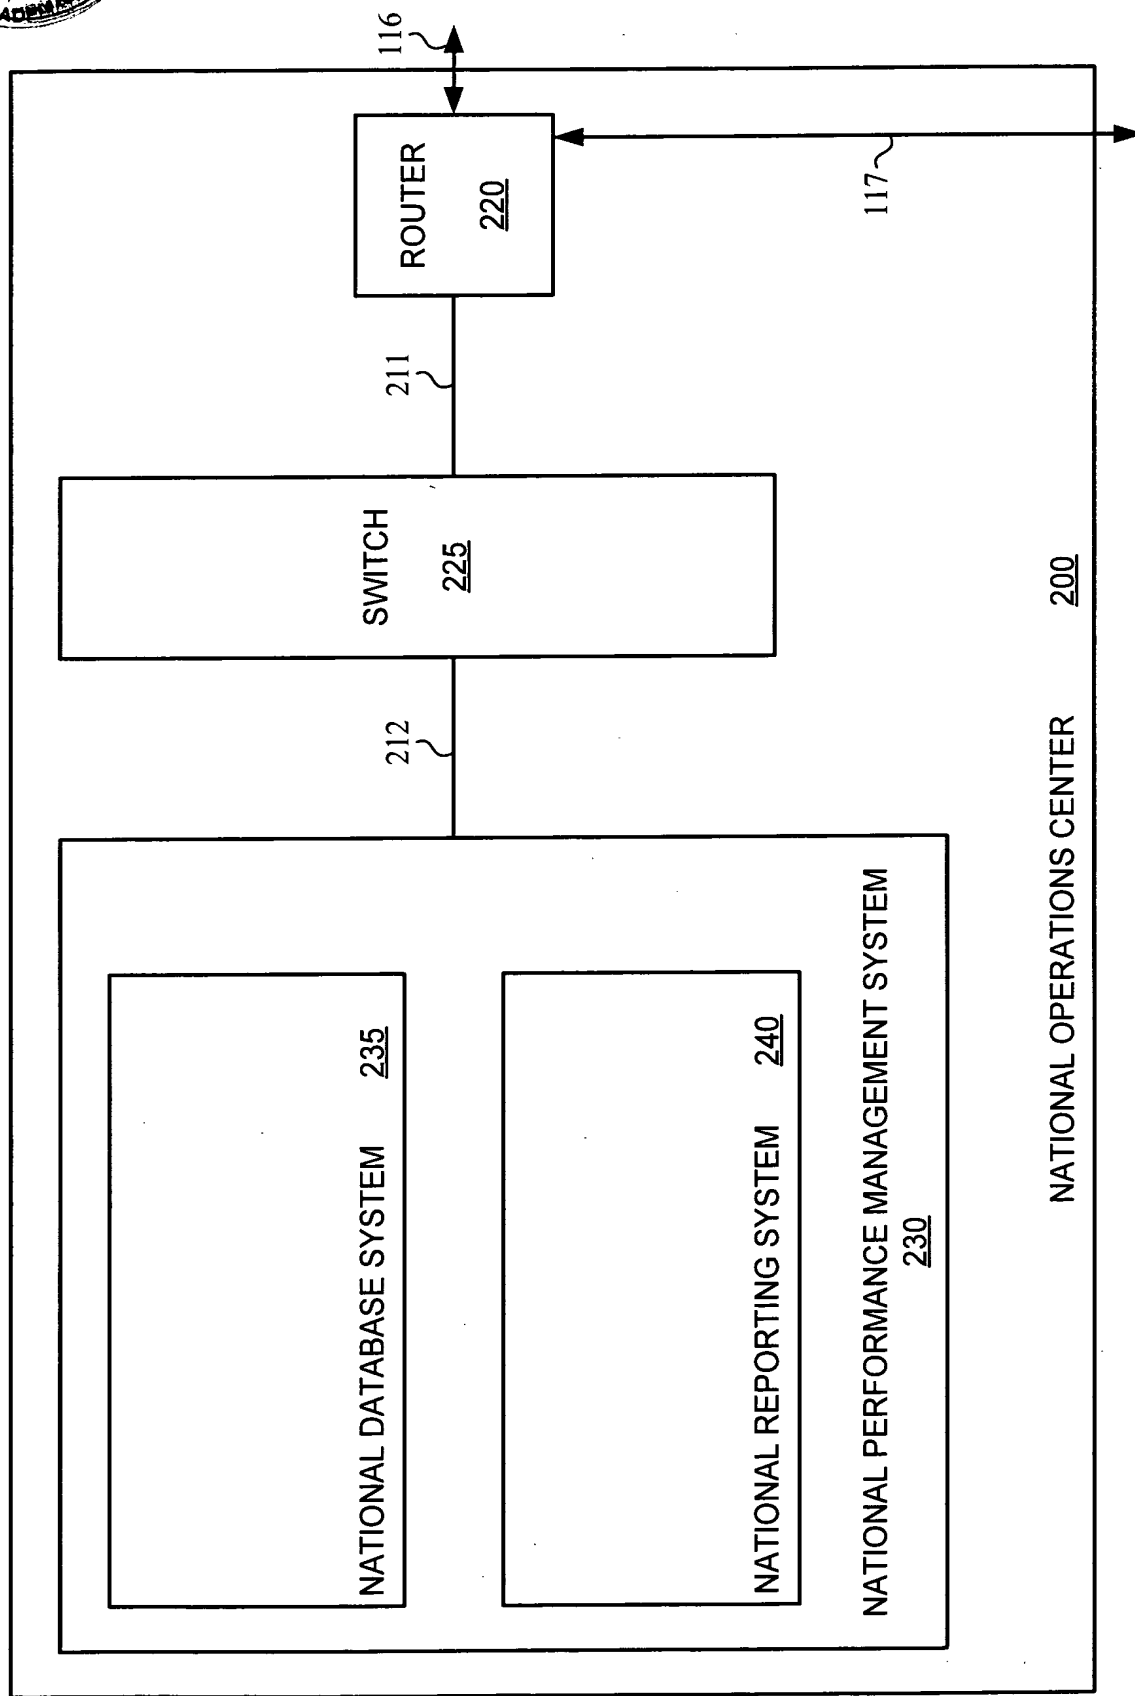 NATIONAL DATABASE SYSTEM 235
NATIONAL REPORTING SYSTEM 240
NATIONAL PERFORMANCE MANAGEMENT SYSTEM
230
212
SWITCH
225
211
ROUTER
220
116
117
NATIONAL OPERATIONS CENTER 200